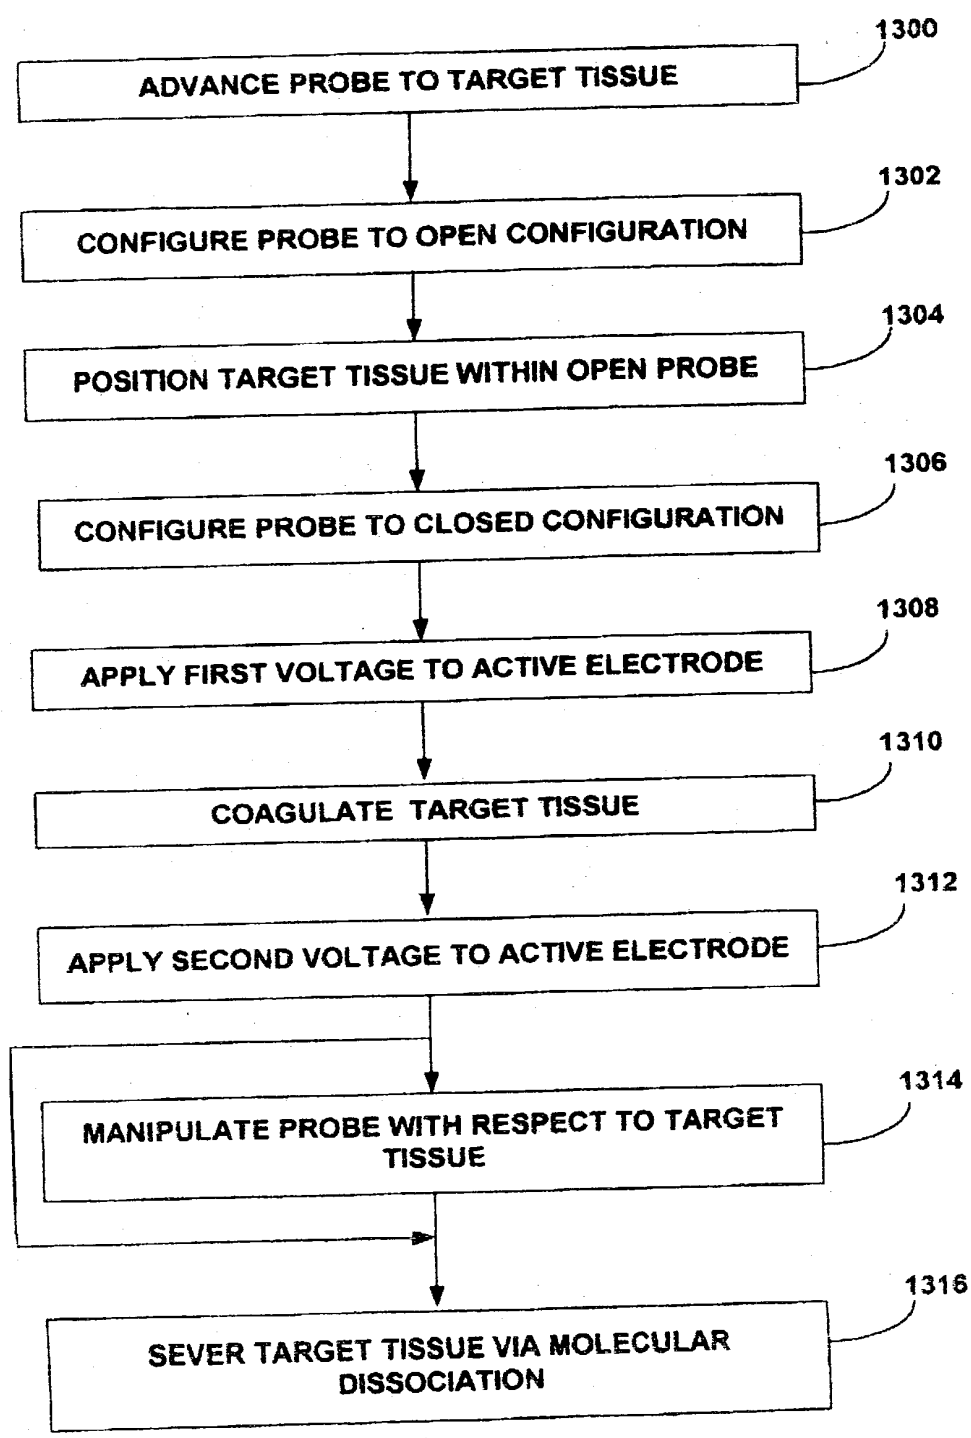 1300
ADVANCE PROBE TO TARGET TISSUE
1302
CONFIGURE PROBE TO OPEN CONFIGURATION
1304
POSITION TARGET TISSUE WITHIN OPEN PROBE
1306
CONFIGURE PROBE TO CLOSED CONFIGURATION
1308
APPLY FIRST VOLTAGE TO ACTIVE ELECTRODE
1310
COAGULATE TARGET TISSUE
1312
APPLY SECOND VOLTAGE TO ACTIVE ELECTRODE
1314
MANIPULATE PROBE WITH RESPECT TO TARGET
TISSUE
1316
SEVER TARGET TISSUE VIA MOLECULAR
DISSOCIATION